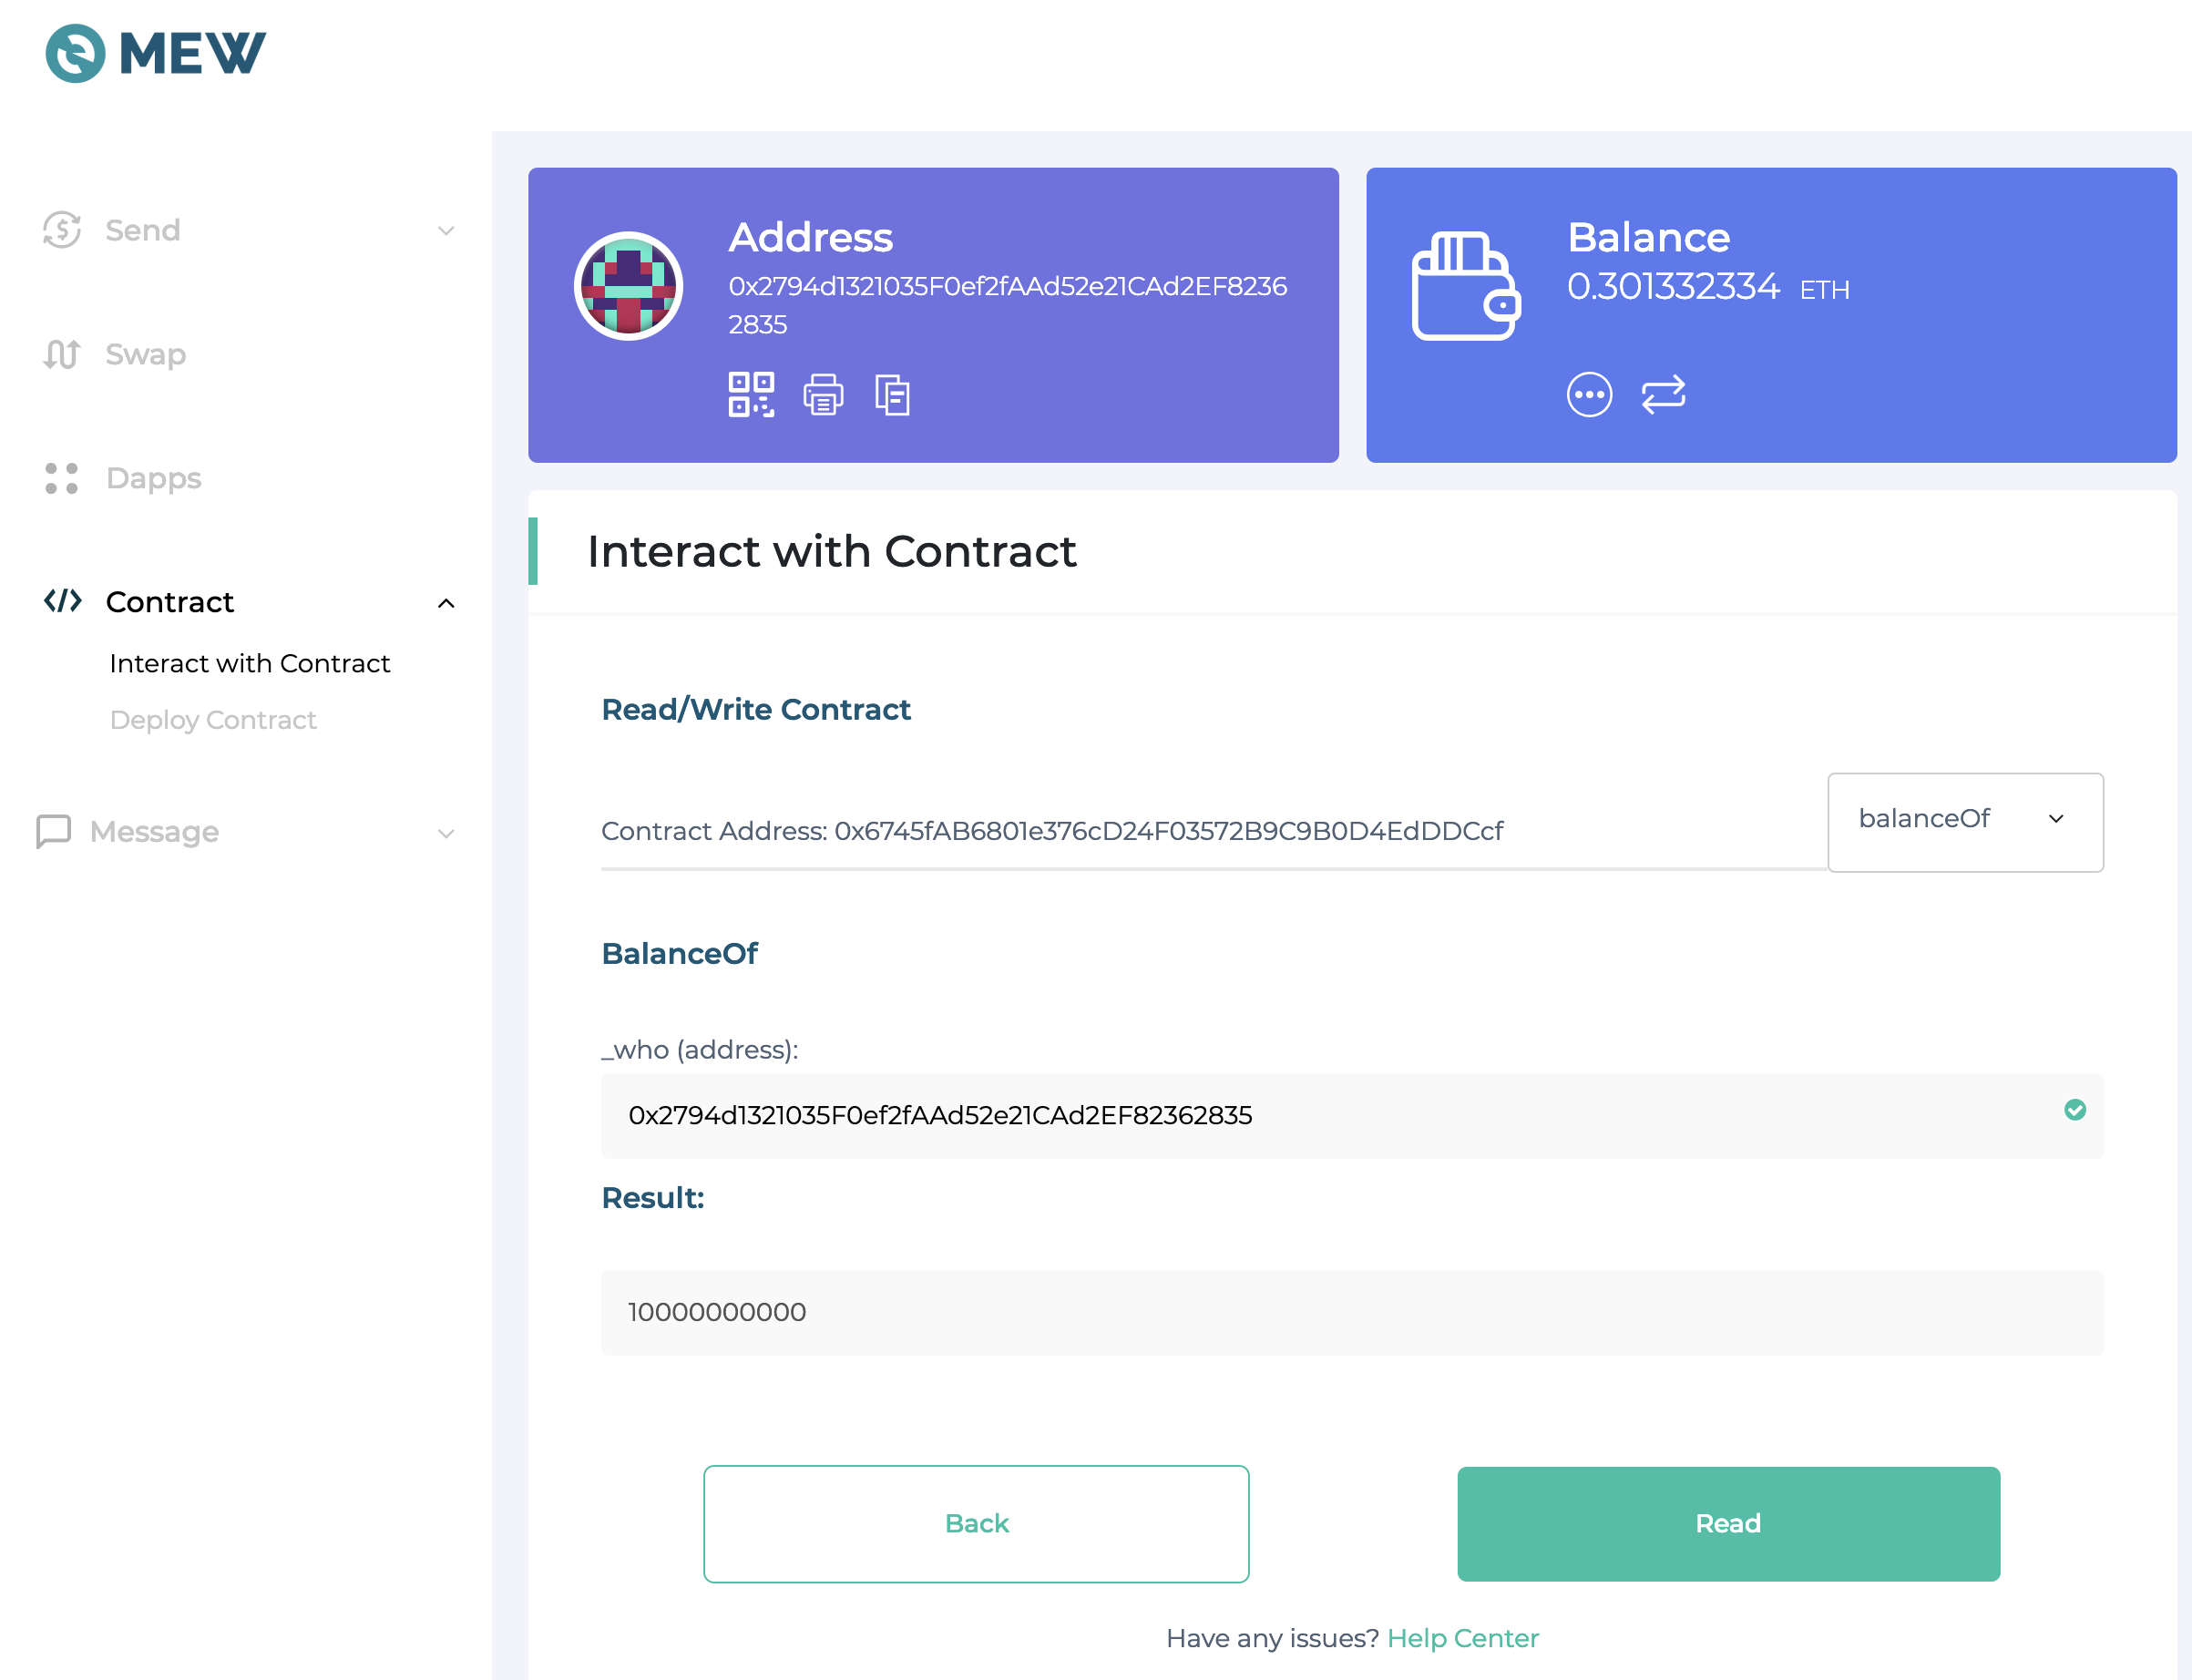 MEW
Send
Swap
Dapps
Contract
Interact with Contract
Deploy Contract
Message
Address
0x2794d1321035F0ef2fAAd52e21CAd2EF8236
2835
Balance
0.301332334 ETH
Interact with Contract
Read/Write Contract
Contract Address: 0x6745fAB6801e376cD24F03572B9C9B0D4EdDDCcf
balanceOf
BalanceOf
_who (address):
0x2794d1321035F0ef2fAAd52e21CAd2EF82362835
Result:
10000000000
Back
Read
Have any issues? Help Center